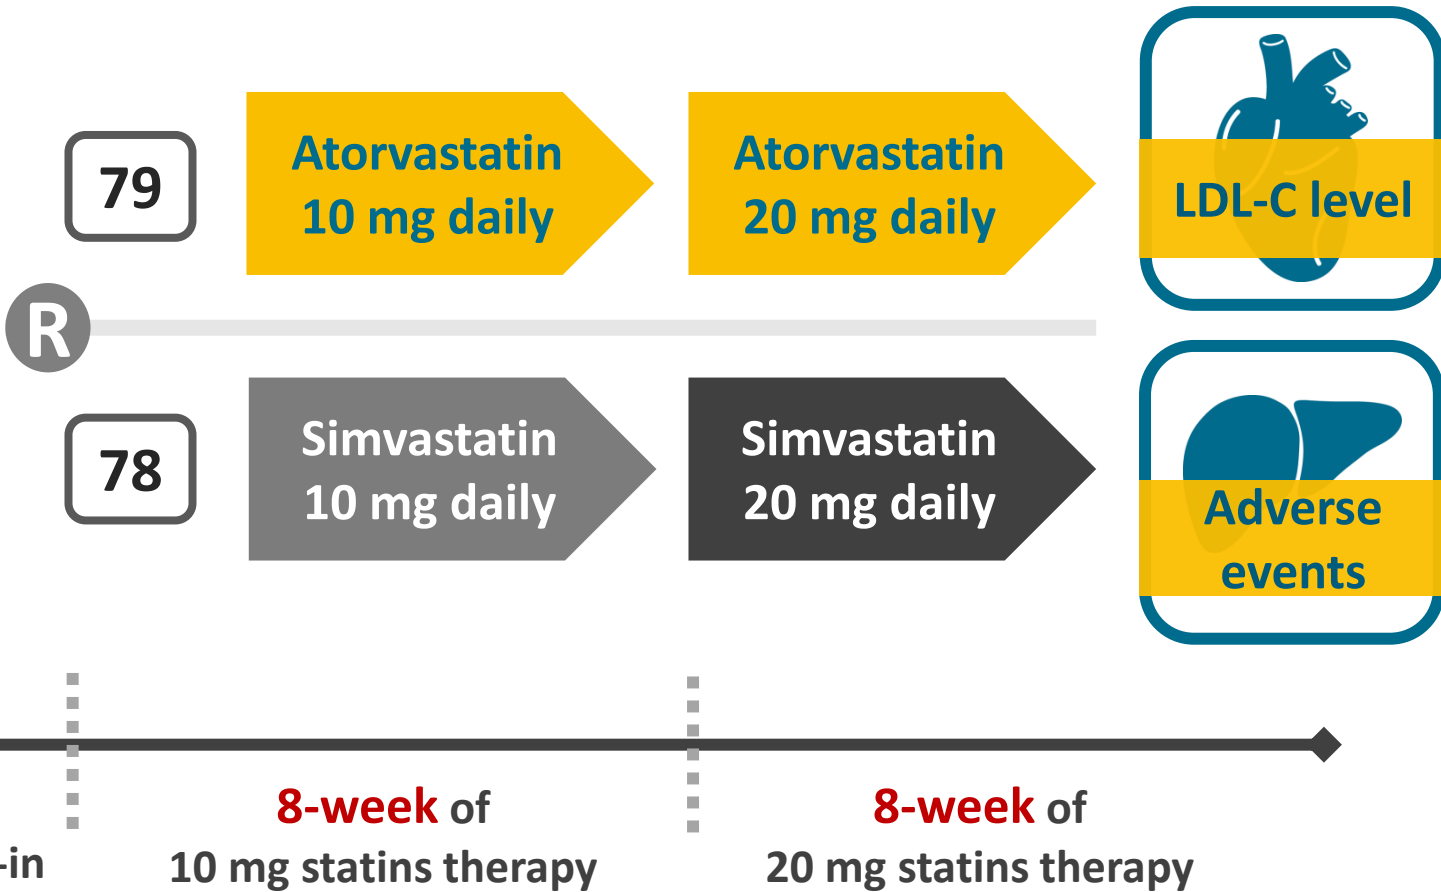 79
Atorvastatin
10 mg daily
Atorvastatin
20 mg daily
LDL-C level
R
78
Simvastatin
10 mg daily
Simvastatin
20 mg daily
Adverse
events
-in
8-week of
10 mg statins therapy
8-week of
20 mg statins therapy